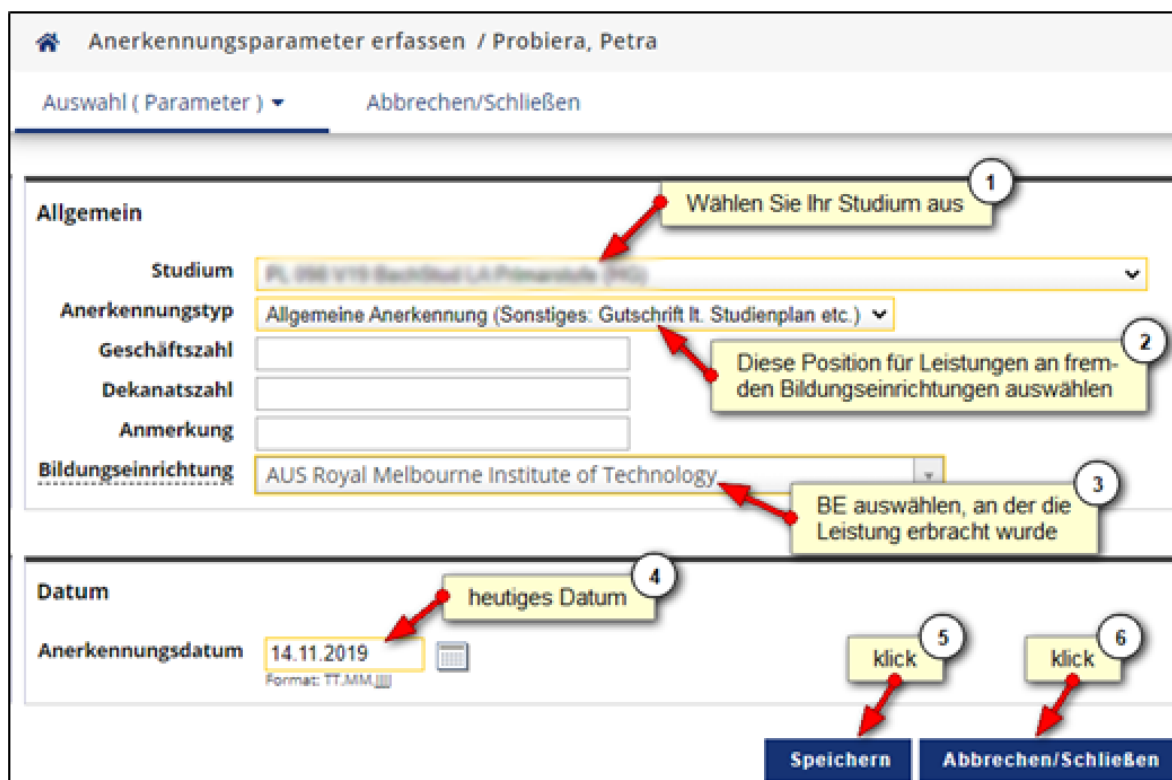 Anerkennungsparameter erfassen / Probiera, Petra
Auswahl ( Parameter ) Abbrechen/Schließen
1
Wählen Sie Ihr Studium aus
Allgemein
Studium
Anerkennungstyp Allgemeine Anerkennung (Sonstiges: Gutschrift lt. Studienplan etc.)
2
Geschäftszahl
Diese Position für Leistungen an frem-
den Bildungseinrichtungen auswählen
Dekanatszahl
Anmerkung
Bildungseinrichtung AUS Royal Melbourne Institute of Technology
3
BE auswählen, an der die
Leistung erbracht wurde
4
Datum
heutiges Datum
5
6
Anerkennungsdatum 14.11.2019
klick
klick
Format: TT.MM.JJJJ
Speichern Abbrechen/Schließen